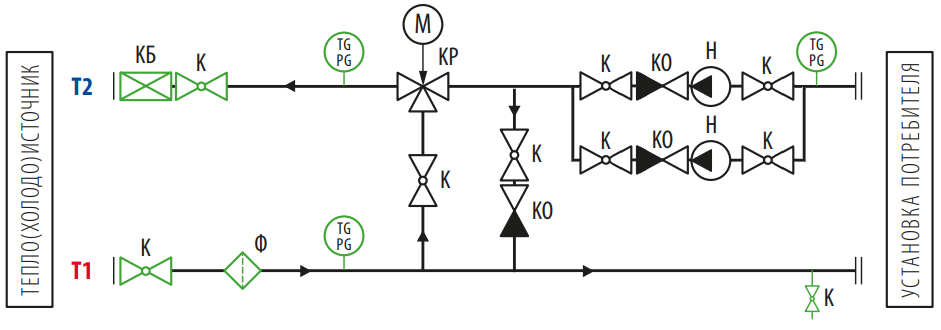 ТЕПЛО(ХОЛОДО)ИСТОЧНИК
Т2
КБ
К
TG
PG
М
КР
К
КО
Н
К
TG
PG
К
КО
Н
К
К
К
КО
Т1
К
Ф
TG
PG
К
УСТАНОВКА ПОТРЕБИТЕЛЯ